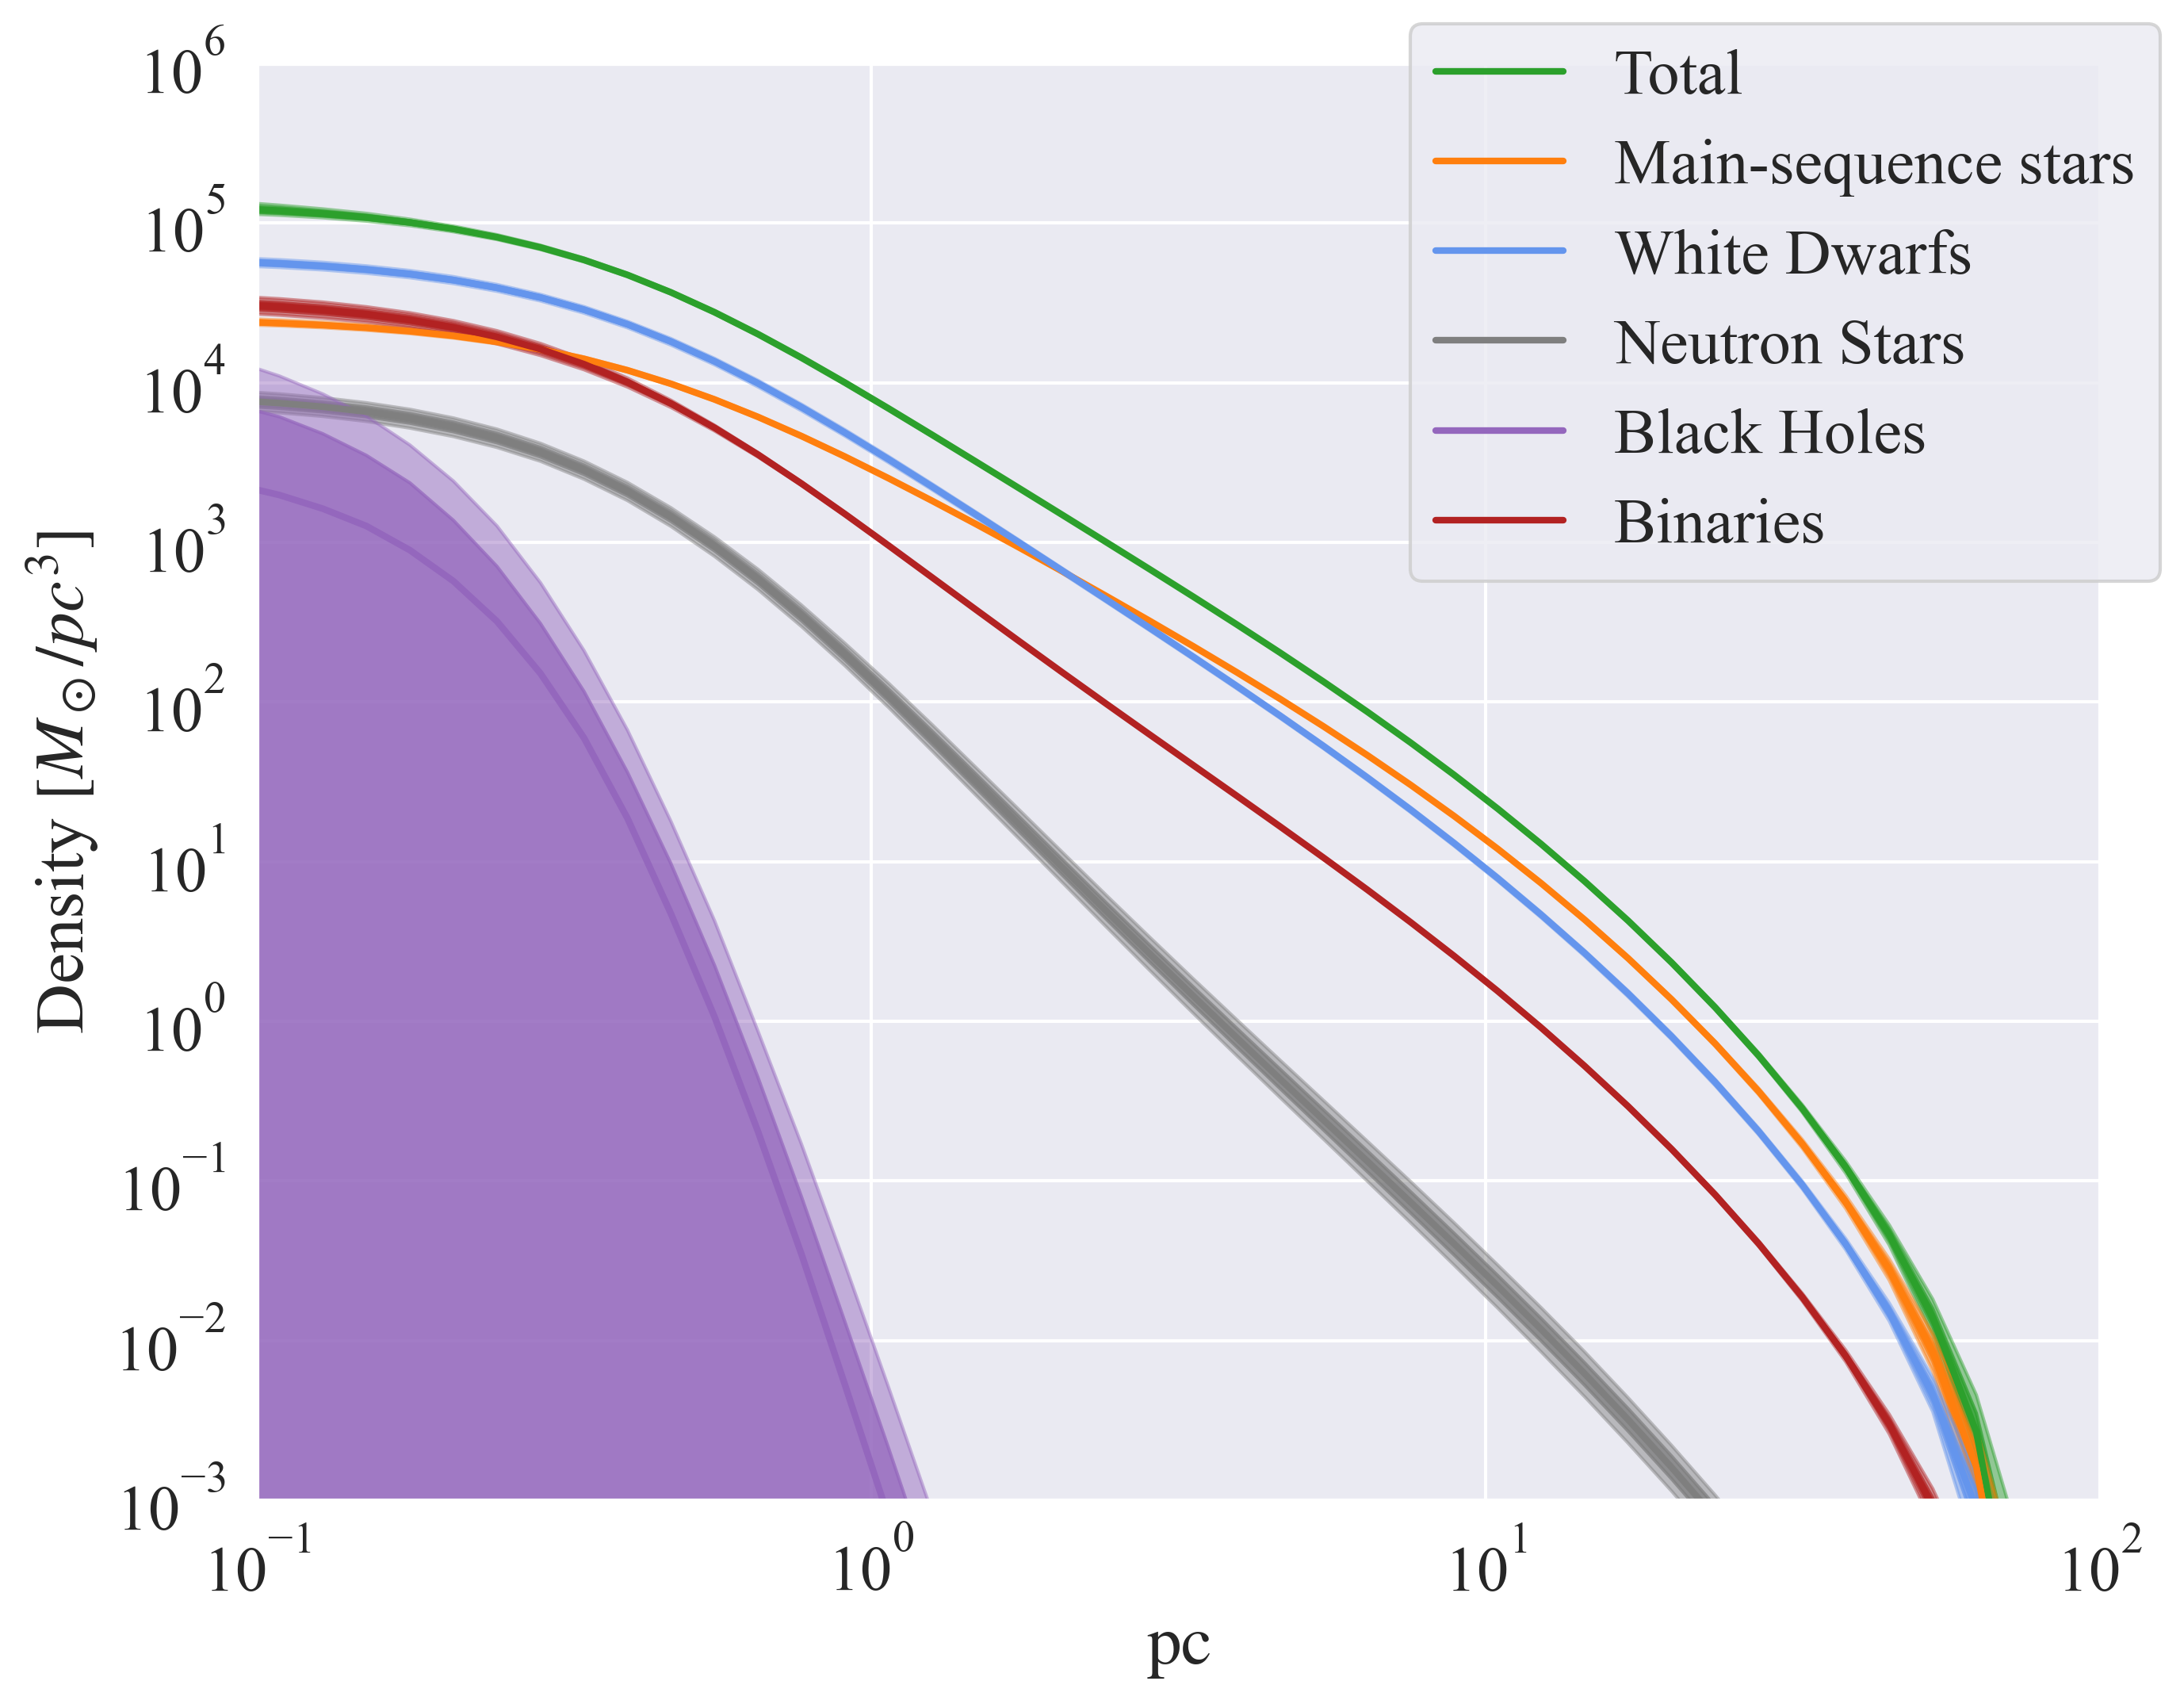 Total
Main-sequence stars
White Dwarfs
Neutron Stars
Black Holes
Binaries
10^6
10^5
10^4
10^3
10^2
10^1
10^0
10^−1
10^−2
10^−3
Density [M⊙/pc^3]
10^−1 10^0 10^1 10^2
pc